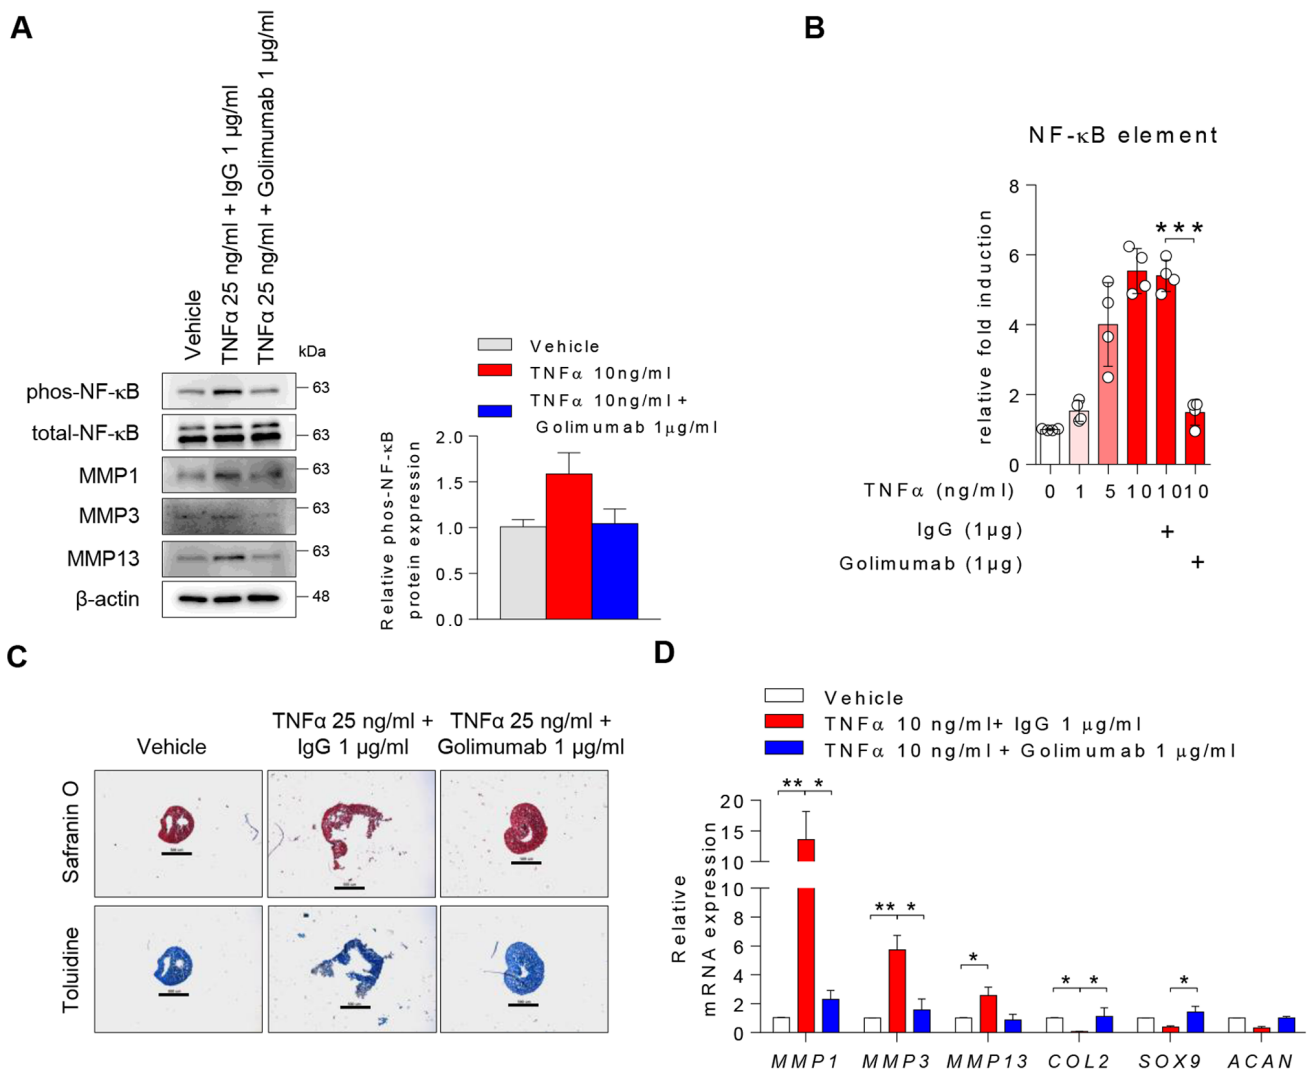 A
Vehicle
TNFα 25 ng/ml + IgG 1 μg/ml
TNFα 25 ng/ml + Golimumab 1 μg/ml
kDa
phos-NF-κB
63
total-NF-κB
63
MMP1
63
MMP3
63
MMP13
63
β-actin
48
Vehicle
TNFα 10ng/ml
TNFα 10ng/ml +
Golimumab 1μg/ml
Relative phos-NF-κB
protein expression
2.0
1.5
1.0
0.5
0.0
B
NF-κB element
relative fold induction
8
6
4
2
0
***
TNFα (ng/ml) 0 1 5 10 10 10
IgG (1μg) +
Golimumab (1μg) +
C
Vehicle
TNFα 25 ng/ml +
IgG 1 μg/ml
TNFα 25 ng/ml +
Golimumab 1 μg/ml
Safranin O
Toluidine
D
Vehicle
TNFα 10 ng/ml+ IgG 1 μg/ml
TNFα 10 ng/ml + Golimumab 1 μg/ml
Relative
mRNA expression
20
15
10
10
8
6
4
2
0
** *
** *
*
* *
*
MMP1 MMP3 MMP13 COL2 SOX9 ACAN